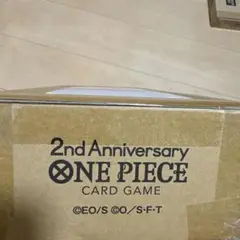 2nd Anniversary
ONE PIECE
CARD GAME
©EO/S ©O/S・F・T